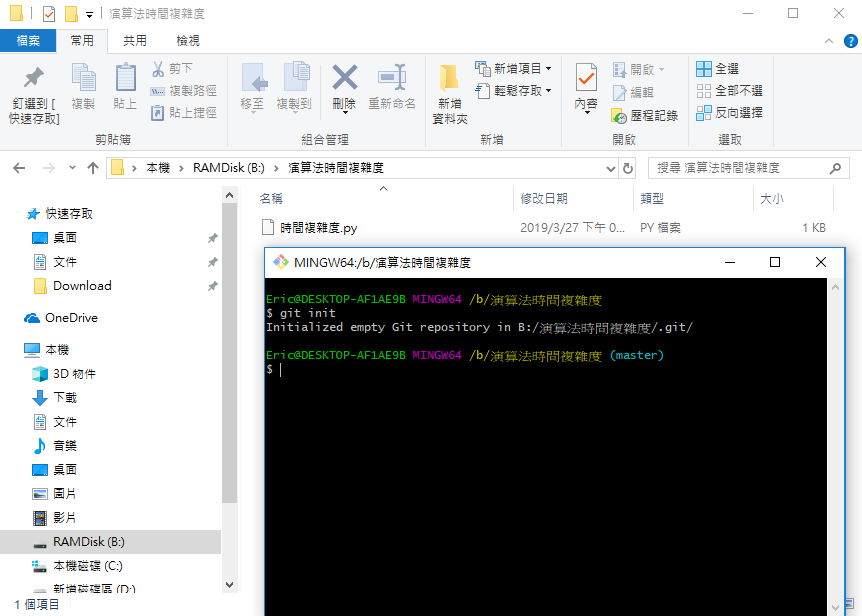 演算法時間複雜度
檔案 常用 共用 檢視
釘選到 [快速存取]
複製
貼上
剪下
複製路徑
貼上捷徑
剪貼簿
移至
複製到
刪除
重新命名
組合管理
新增資料夾
新增項目
輕鬆存取
新增
內容
開啟
編輯
歷程記錄
開啟
全選
全部不選
反向選擇
選取
本機 › RAMDisk (B:) › 演算法時間複雜度
搜尋 演算法時間複雜度
名稱 修改日期 類型 大小
時間複雜度.py 2019/3/27 下午 0... PY 檔案 1 KB
快速存取
桌面
文件
Download
OneDrive
本機
3D 物件
下載
文件
音樂
桌面
圖片
影片
RAMDisk (B:)
本機磁碟 (C:)
新增磁碟區 (D:)
1 個項目
MINGW64:/b/演算法時間複雜度
Eric@DESKTOP-AF1AE9B MINGW64 /b/演算法時間複雜度
$ git init
Initialized empty Git repository in B:/演算法時間複雜度/.git/
Eric@DESKTOP-AF1AE9B MINGW64 /b/演算法時間複雜度 (master)
$